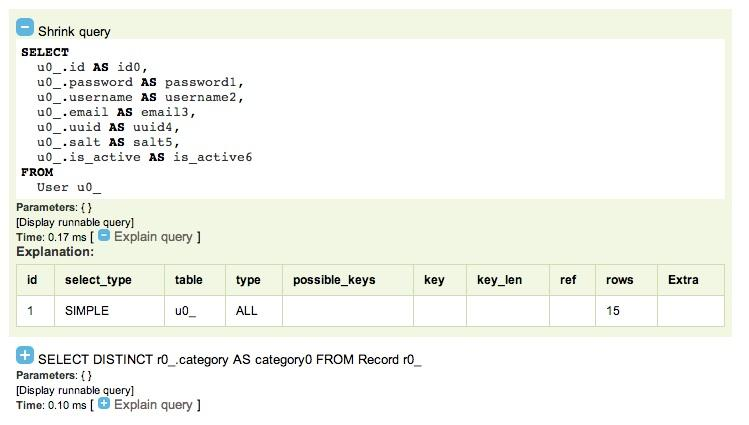 Shrink query
SELECT
u0_.id AS id0,
u0_.password AS password1,
u0_.username AS username2,
u0_.email AS email3,
u0_.uuid AS uuid4,
u0_.salt AS salt5,
u0_.is_active AS is_active6
FROM
User u0_
Parameters: { }
[Display runnable query]
Time: 0.17 ms [ Explain query ]
Explanation:
id select_type table type possible_keys key key_len ref rows Extra
1 SIMPLE u0_ ALL 15
SELECT DISTINCT r0_.category AS category0 FROM Record r0_
Parameters: { }
[Display runnable query]
Time: 0.10 ms [ Explain query ]